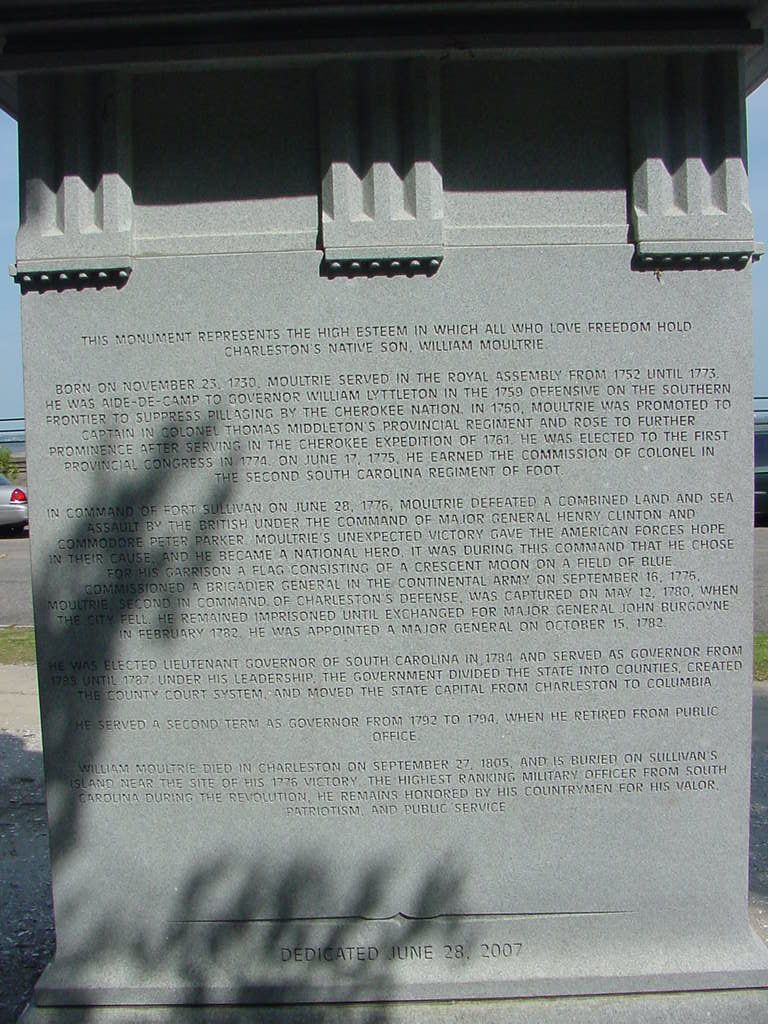 THIS MONUMENT REPRESENTS THE HIGH ESTEEM IN WHICH ALL WHO LOVE FREEDOM HOLD
CHARLESTON'S NATIVE SON, WILLIAM MOULTRIE.
BORN ON NOVEMBER 23, 1730, MOULTRIE SERVED IN THE ROYAL ASSEMBLY FROM 1752 UNTIL 1773.
HE WAS AIDE-DE-CAMP TO GOVERNOR WILLIAM LYTTLETON IN THE 1759 OFFENSIVE ON THE SOUTHERN
FRONTIER TO SUPPRESS PILLAGING BY THE CHEROKEE NATION. IN 1760, MOULTRIE WAS PROMOTED TO
CAPTAIN IN COLONEL THOMAS MIDDLETON'S PROVINCIAL REGIMENT AND ROSE TO FURTHER
PROMINENCE AFTER SERVING IN THE CHEROKEE EXPEDITION OF 1761. HE WAS ELECTED TO THE FIRST
PROVINCIAL CONGRESS IN 1774. ON JUNE 17, 1775, HE EARNED THE COMMISSION OF COLONEL IN
THE SECOND SOUTH CAROLINA REGIMENT OF FOOT.
IN COMMAND OF FORT SULLIVAN ON JUNE 28, 1776, MOULTRIE DEFEATED A COMBINED LAND AND SEA
ASSAULT BY THE BRITISH UNDER THE COMMAND OF MAJOR GENERAL HENRY CLINTON AND
COMMODORE PETER PARKER. MOULTRIE'S UNEXPECTED VICTORY GAVE THE AMERICAN FORCES HOPE
IN THEIR CAUSE, AND HE BECAME A NATIONAL HERO. IT WAS DURING THIS COMMAND THAT HE CHOSE
FOR HIS GARRISON A FLAG CONSISTING OF A CRESCENT MOON ON A FIELD OF BLUE.
COMMISSIONED A BRIGADIER GENERAL IN THE CONTINENTAL ARMY ON SEPTEMBER 16, 1776,
MOULTRIE, SECOND IN COMMAND OF CHARLESTON'S DEFENSE, WAS CAPTURED ON MAY 12, 1780, WHEN
THE CITY FELL. HE REMAINED IMPRISONED UNTIL EXCHANGED FOR MAJOR GENERAL JOHN BURGOYNE
IN FEBRUARY 1782. HE WAS APPOINTED A MAJOR GENERAL ON OCTOBER 15, 1782.
HE WAS ELECTED LIEUTENANT GOVERNOR OF SOUTH CAROLINA IN 1784 AND SERVED AS GOVERNOR FROM
1785 UNTIL 1787. UNDER HIS LEADERSHIP, THE GOVERNMENT DIVIDED THE STATE INTO COUNTIES, CREATED
THE COUNTY COURT SYSTEM, AND MOVED THE STATE CAPITAL FROM CHARLESTON TO COLUMBIA.
HE SERVED A SECOND TERM AS GOVERNOR FROM 1792 TO 1794, WHEN HE RETIRED FROM PUBLIC
OFFICE.
WILLIAM MOULTRIE DIED IN CHARLESTON ON SEPTEMBER 27, 1805, AND IS BURIED ON SULLIVAN'S
ISLAND NEAR THE SITE OF HIS 1776 VICTORY. THE HIGHEST RANKING MILITARY OFFICER FROM SOUTH
CAROLINA DURING THE REVOLUTION, HE REMAINS HONORED BY HIS COUNTRYMEN FOR HIS VALOR,
PATRIOTISM, AND PUBLIC SERVICE.
DEDICATED JUNE 28, 2007